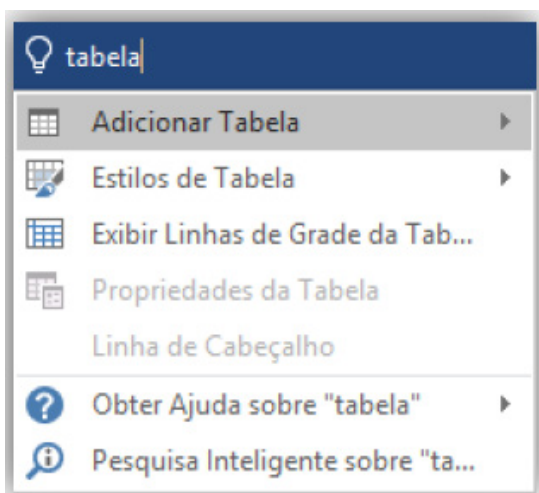 tabela
Adicionar Tabela
Estilos de Tabela
Exibir Linhas de Grade da Tab...
Propriedades da Tabela
Linha de Cabeçalho
Obter Ajuda sobre "tabela"
Pesquisa Inteligente sobre "ta...